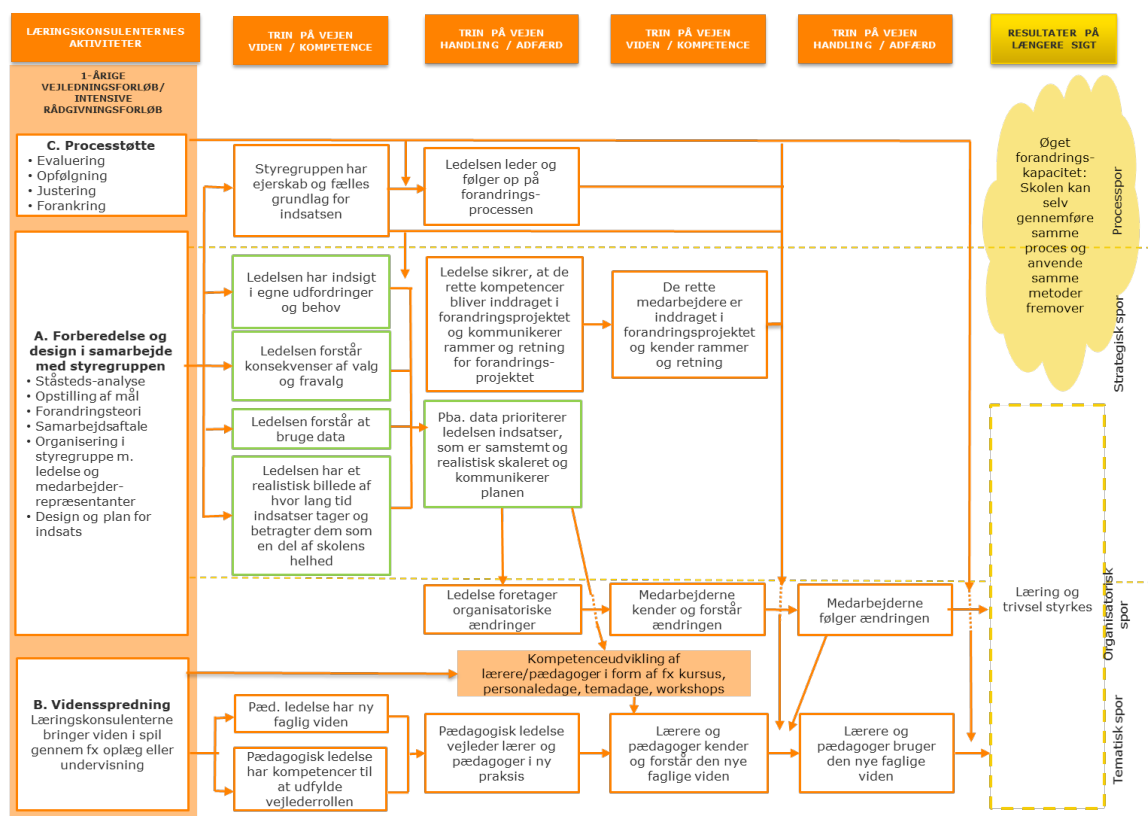 LÆRINGSKONSULENTERNES
AKTIVITETER
TRIN PÅ VEJEN
VIDEN / KOMPETENCE
TRIN PÅ VEJEN
HANDLING / ADFÆRD
TRIN PÅ VEJEN
VIDEN / KOMPETENCE
TRIN PÅ VEJEN
HANDLING / ADFÆRD
RESULTATER PÅ
LÆNGERE SIGT
1-ÅRIGE
VEJLEDNINGSFORLØB/
INTENSIVE
RÅDGIVNINGSFORLØB
C. Processtøtte
• Evaluering
• Opfølgning
• Justering
• Forankring
Styregruppen har
ejerskab og fælles
grundlag for
indsatsen
Ledelsen leder og
følger op på
forandrings-
processen
Øget
forandrings-
kapacitet:
Skolen kan
selv
gennemføre
samme
proces og
anvende
samme
metoder
fremover
Processpor
A. Forberedelse og
design i samarbejde
med styregruppen
• Ståsteds-analyse
• Opstilling af mål
• Forandringsteori
• Samarbejdsaftale
• Organisering i
styregruppe m.
ledelse og
medarbejder-
repræsentanter
• Design og plan for
indsats
Ledelsen har indsigt
i egne udfordringer
og behov
Ledelsen forstår
konsekvenser af valg
og fravalg
Ledelsen forstår at
bruge data
Ledelsen har et
realistisk billede af
hvor lang tid
indsatser tager og
betragter dem som
en del af skolens
helhed
Ledelse sikrer, at de
rette kompetencer
bliver inddraget i
forandringsprojektet
og kommunikerer
rammer og retning
for forandrings-
projektet
De rette
medarbejdere er
inddraget i
forandringsprojektet
og kender rammer
og retning
Pba. data prioriterer
ledelsen indsatser,
som er samstemt og
realistisk skaleret og
kommunikerer
planen
Strategisk spor
Ledelse foretager
organisatoriske
ændringer
Medarbejderne
kender og forstår
ændringen
Medarbejderne
følger ændringen
Læring og
trivsel styrkes
Organisatorisk
spor
Kompetenceudvikling af
lærere/pædagoger i form af fx kursus,
personaledage, temadage, workshops
B. Vidensspredning
Læringskonsulenterne
bringer viden i spil
gennem fx oplæg eller
undervisning
Pæd. ledelse har ny
faglig viden
Pædagogisk ledelse
har kompetencer til
at udfylde
vejlederrollen
Pædagogisk ledelse
vejleder lærer og
pædagoger i ny
praksis
Lærere og
pædagoger kender
og forstår den nye
faglige viden
Lærere og
pædagoger bruger
den nye faglige
viden
Tematisk spor